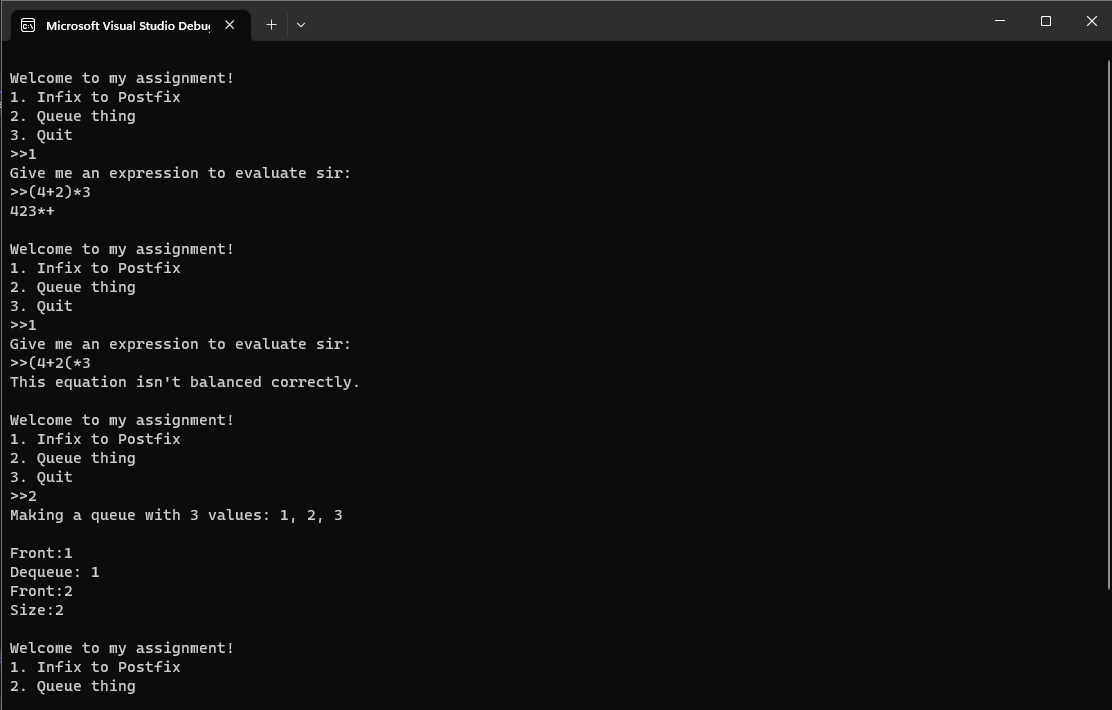 Microsoft Visual Studio Debug
Welcome to my assignment!
1. Infix to Postfix
2. Queue thing
3. Quit
>>1
Give me an expression to evaluate sir:
>>(4+2)*3
423*+
Welcome to my assignment!
1. Infix to Postfix
2. Queue thing
3. Quit
>>1
Give me an expression to evaluate sir:
>>(4+2(*3
This equation isn't balanced correctly.
Welcome to my assignment!
1. Infix to Postfix
2. Queue thing
3. Quit
>>2
Making a queue with 3 values: 1, 2, 3
Front:1
Dequeue: 1
Front:2
Size:2
Welcome to my assignment!
1. Infix to Postfix
2. Queue thing